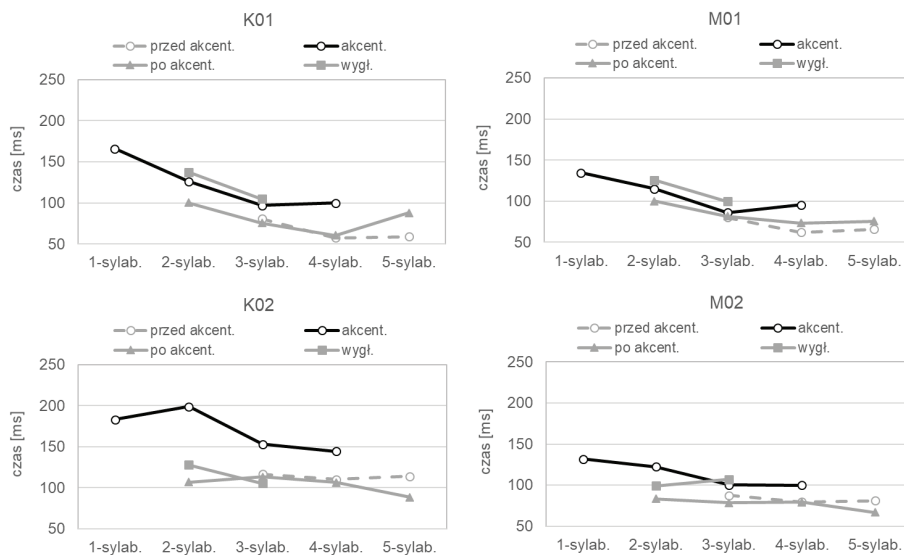 K01
przed akcent. akcent.
po akcent. wygł.
250
200
150
100
50
czas [ms]
1-sylab. 2-sylab. 3-sylab. 4-sylab. 5-sylab.
M01
przed akcent. akcent.
po akcent. wygł.
250
200
150
100
50
czas [ms]
1-sylab. 2-sylab. 3-sylab. 4-sylab. 5-sylab.
K02
przed akcent. akcent.
po akcent. wygł.
250
200
150
100
50
czas [ms]
1-sylab. 2-sylab. 3-sylab. 4-sylab. 5-sylab.
M02
przed akcent. akcent.
po akcent. wygł.
250
200
150
100
50
czas [ms]
1-sylab. 2-sylab. 3-sylab. 4-sylab. 5-sylab.